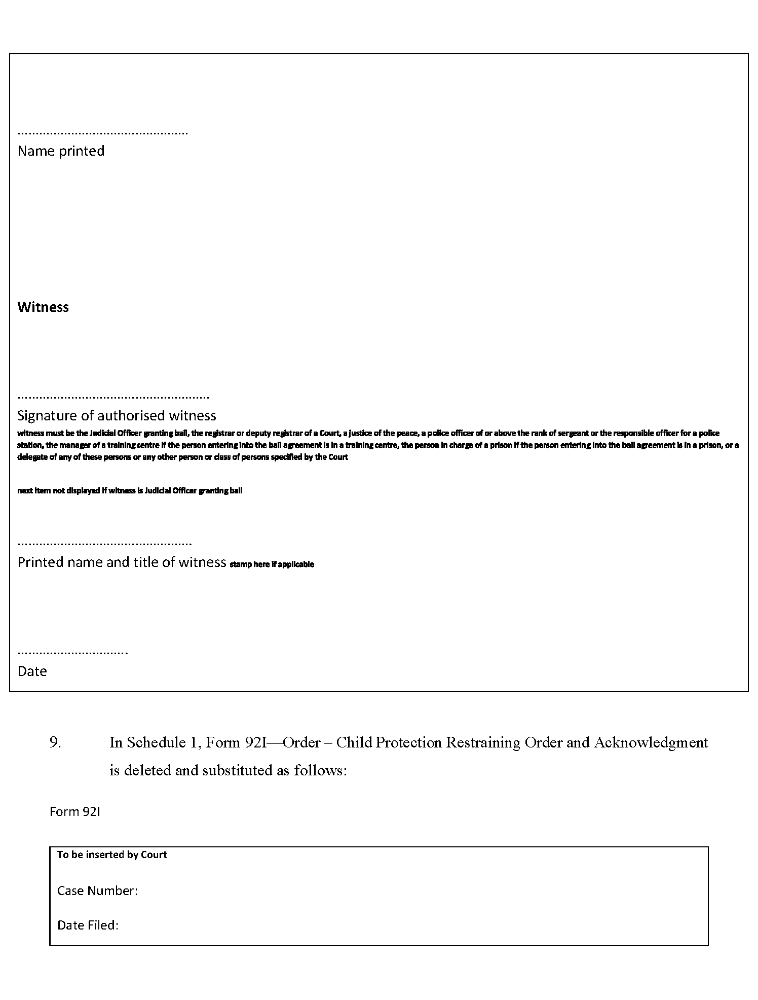 ................................................
Name printed
Witness
......................................................
Signature of authorised witness
witness must be the Judicial Officer granting bail, the registrar or deputy registrar of a Court, a justice of the peace, a police officer of or above the rank of sergeant or the responsible officer for a police
station, the manager of a training centre if the person entering into the bail agreement is in a training centre, the person in charge of a prison if the person entering into the bail agreement is in a prison, or a
delegate of any of these persons or any other person or class of persons specified by the Court
next item not displayed if witness is Judicial Officer granting bail
.................................................
Printed name and title of witness stamp here if applicable
...............................
Date
9. In Schedule 1, Form 92I—Order – Child Protection Restraining Order and Acknowledgment
is deleted and substituted as follows:
Form 92I
To be inserted by Court
Case Number:
Date Filed: